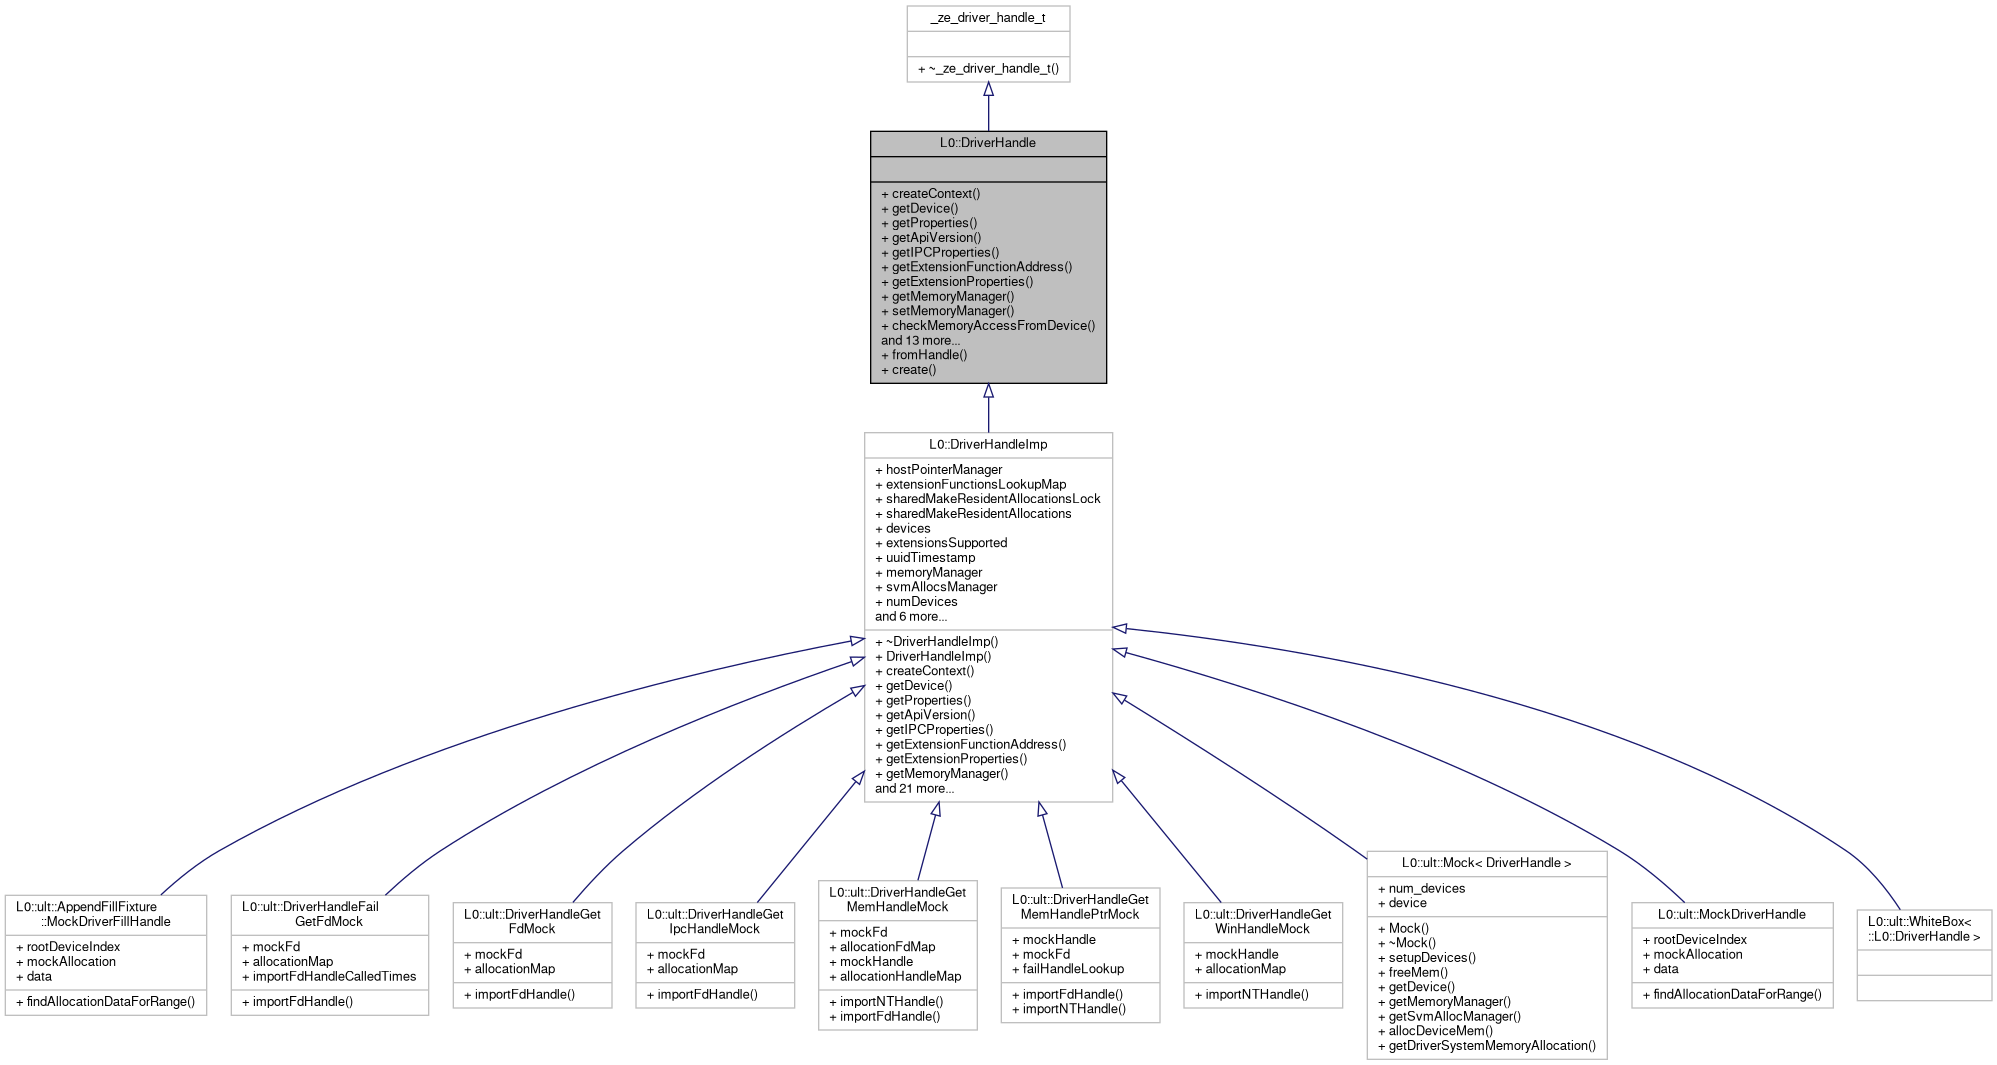 _ze_driver_handle_t
+ ~_ze_driver_handle_t()
L0::DriverHandle
+ createContext()
+ getDevice()
+ getProperties()
+ getApiVersion()
+ getIPCProperties()
+ getExtensionFunctionAddress()
+ getExtensionProperties()
+ getMemoryManager()
+ setMemoryManager()
+ checkMemoryAccessFromDevice()
and 13 more...
+ fromHandle()
+ create()
L0::DriverHandleImp
+ hostPointerManager
+ extensionFunctionsLookupMap
+ sharedMakeResidentAllocationsLock
+ sharedMakeResidentAllocations
+ devices
+ extensionsSupported
+ uuidTimestamp
+ memoryManager
+ svmAllocsManager
+ numDevices
and 6 more...
+ ~DriverHandleImp()
+ DriverHandleImp()
+ createContext()
+ getDevice()
+ getProperties()
+ getApiVersion()
+ getIPCProperties()
+ getExtensionFunctionAddress()
+ getExtensionProperties()
+ getMemoryManager()
and 21 more...
L0::ult::AppendFillFixture
::MockDriverFillHandle
+ rootDeviceIndex
+ mockAllocation
+ data
+ findAllocationDataForRange()
L0::ult::DriverHandleFail
GetFdMock
+ mockFd
+ allocationMap
+ importFdHandleCalledTimes
+ importFdHandle()
L0::ult::DriverHandleGet
FdMock
+ mockFd
+ allocationMap
+ importFdHandle()
L0::ult::DriverHandleGet
IpcHandleMock
+ mockFd
+ allocationMap
+ importFdHandle()
L0::ult::DriverHandleGet
MemHandleMock
+ mockFd
+ allocationFdMap
+ mockHandle
+ allocationHandleMap
+ importNTHandle()
+ importFdHandle()
L0::ult::DriverHandleGet
MemHandlePtrMock
+ mockHandle
+ mockFd
+ failHandleLookup
+ importFdHandle()
+ importNTHandle()
L0::ult::DriverHandleGet
WinHandleMock
+ mockHandle
+ allocationMap
+ importNTHandle()
L0::ult::Mock< DriverHandle >
+ num_devices
+ device
+ Mock()
+ ~Mock()
+ setupDevices()
+ freeMem()
+ getDevice()
+ getMemoryManager()
+ getSvmAllocManager()
+ allocDeviceMem()
+ getDriverSystemMemoryAllocation()
L0::ult::MockDriverHandle
+ rootDeviceIndex
+ mockAllocation
+ data
+ findAllocationDataForRange()
L0::ult::WhiteBox<
::L0::DriverHandle >